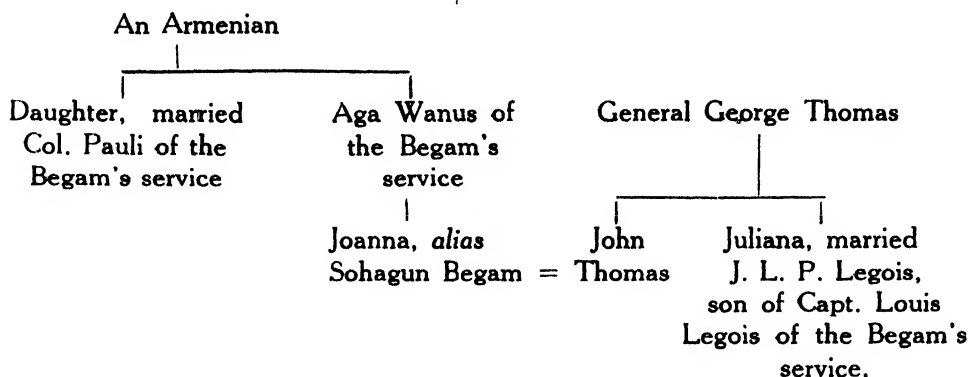 An Armenian
Daughter, married
Col. Pauli of the
Begam's service
Aga Wanus of
the Begam's
service
General George Thomas
Joanna, alias
Sohagun Begam = 
John
Thomas
Juliana, married
J. L. P. Legois,
son of Capt. Louis
Legois of the Begam's
service.